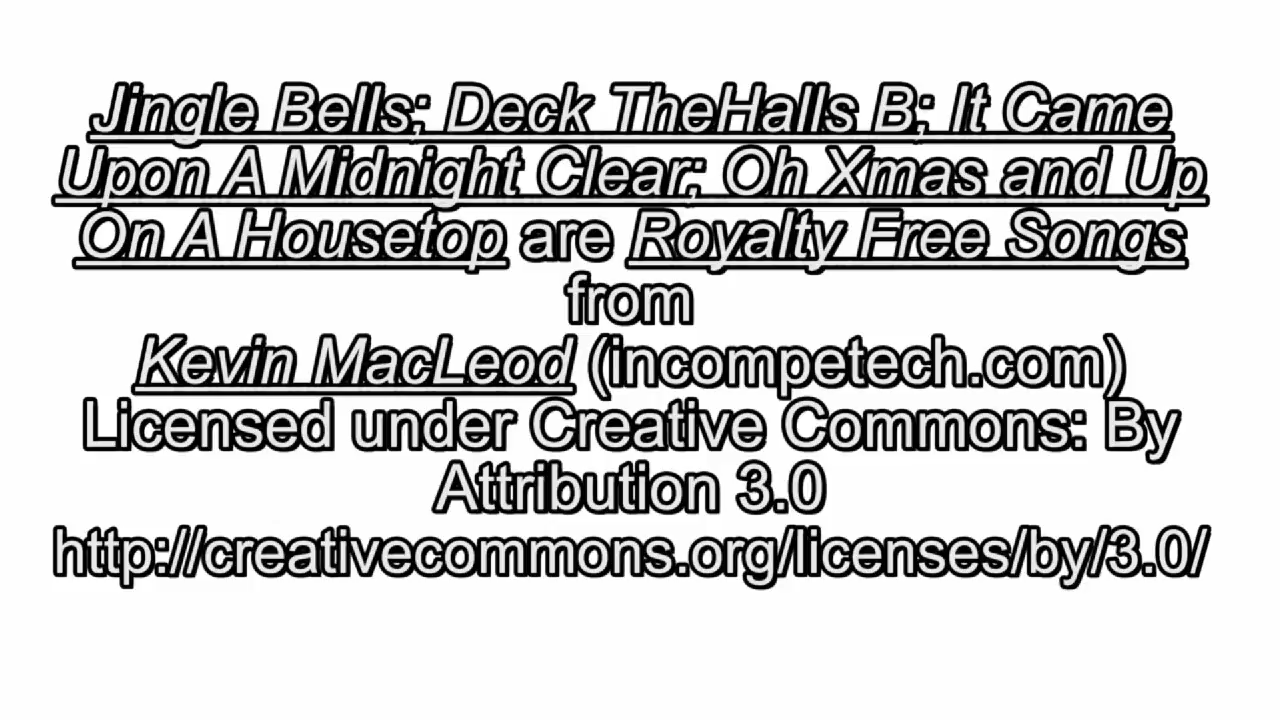 Jingle Bells; Deck TheHalls B; It Came
Upon A Midnight Clear; Oh Xmas and Up
On A Housetop are Royalty Free Songs
from
Kevin MacLeod (incompetech.com)
Licensed under Creative Commons: By
Attribution 3.0
http://creativecommons.org/licenses/by/3.0/